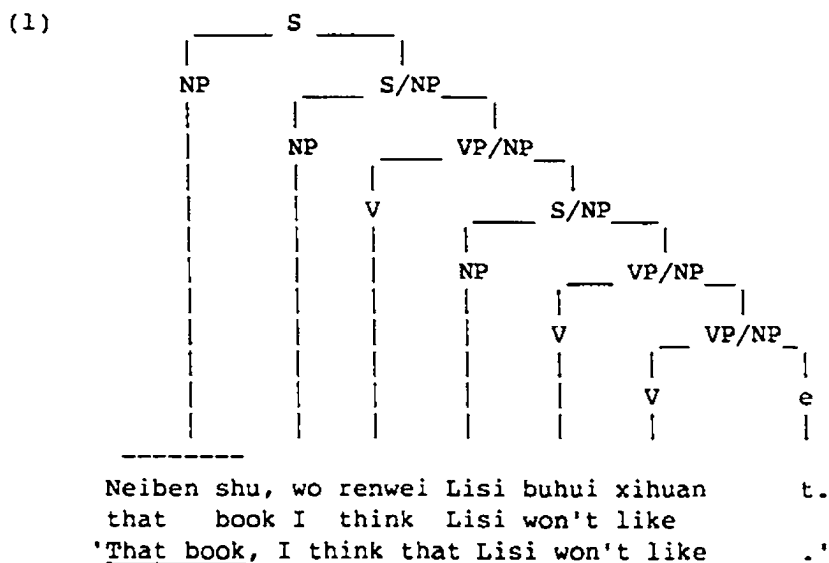 (1)
S
NP S/NP
NP VP/NP
V S/NP
NP VP/NP
V VP/NP
V e
Neiben shu, wo renwei Lisi buhui xihuan t.
that book I think Lisi won't like
'That book, I think that Lisi won't like .'